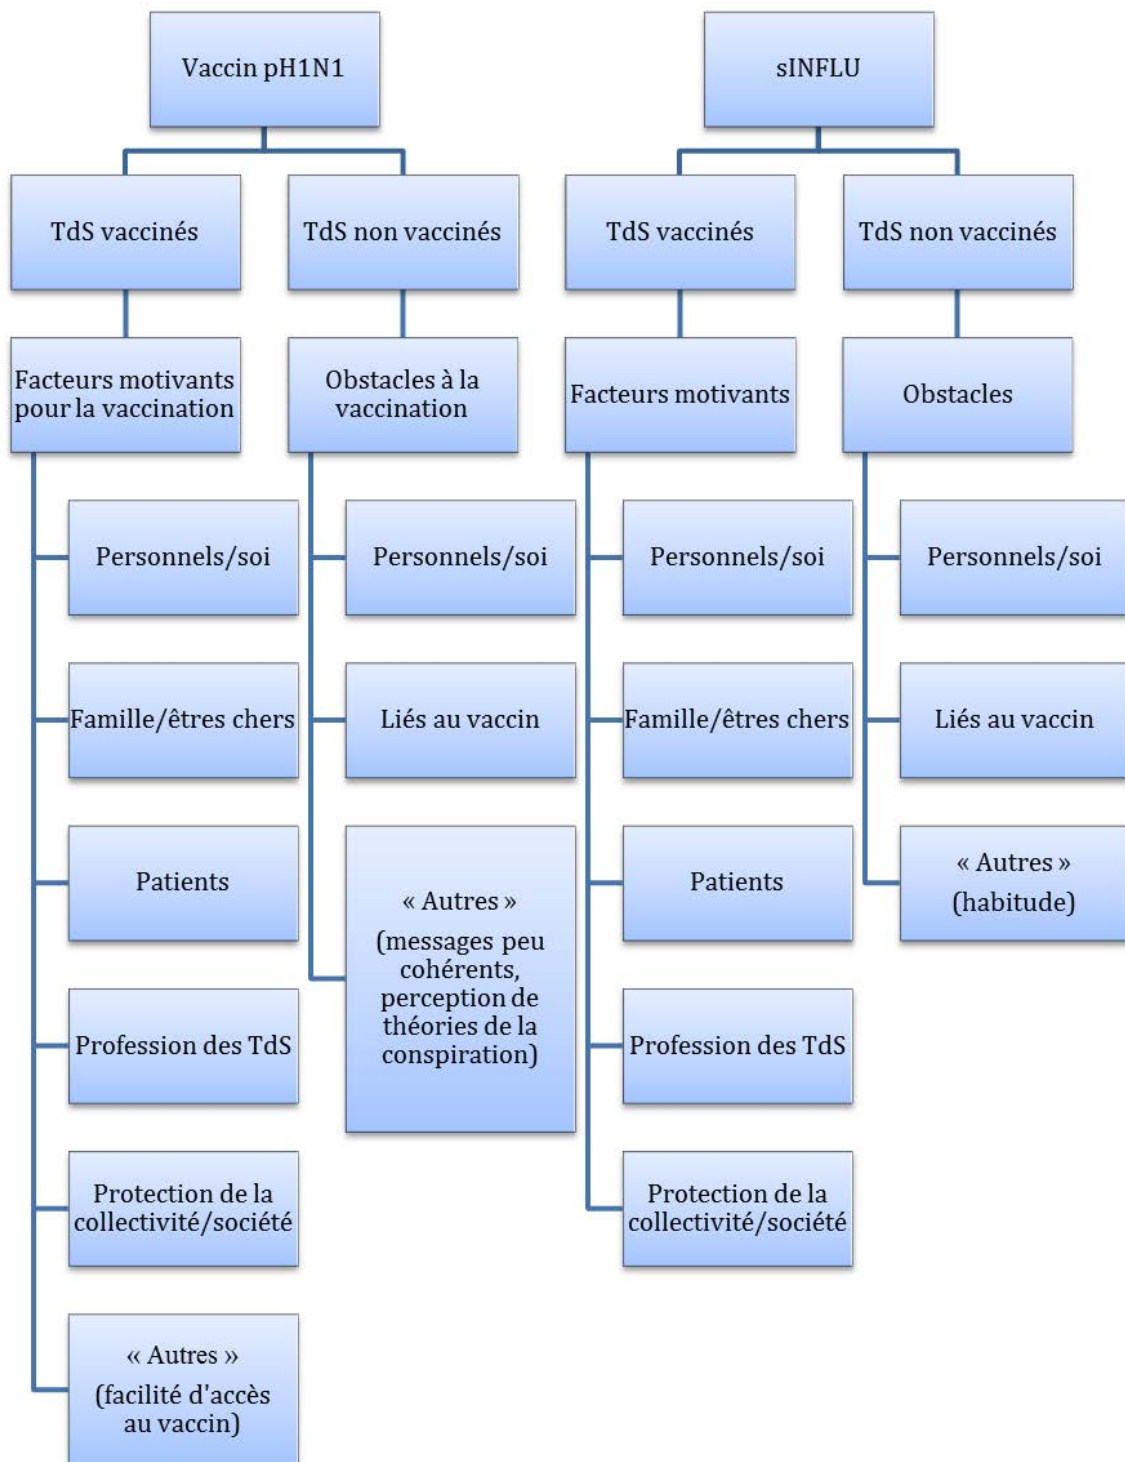 Vaccin pH1N1
sINFLU
TdS vaccinés
TdS non vaccinés
TdS vaccinés
TdS non vaccinés
Facteurs motivants
pour la vaccination
Obstacles à la
vaccination
Facteurs motivants
Obstacles
Personnels/soi
Personnels/soi
Personnels/soi
Personnels/soi
Famille/êtres chers
Liés au vaccin
Famille/êtres chers
Liés au vaccin
Patients
« Autres »
(messages peu
cohérents,
perception de
théories de la
conspiration)
Patients
« Autres »
(habitude)
Profession des TdS
Profession des TdS
Protection de la
collectivité/société
Protection de la
collectivité/société
« Autres »
(facilité d'accès
au vaccin)